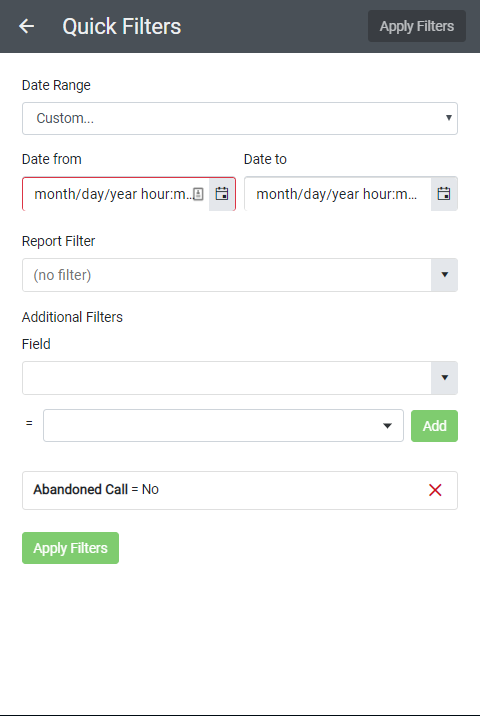 Quick Filters
Apply Filters
Date Range
Custom...
Date from
Date to
month/day/year hour:m...
month/day/year hour:m...
Report Filter
(no filter)
Additional Filters
Field
=
Add
Abandoned Call = No
Apply Filters